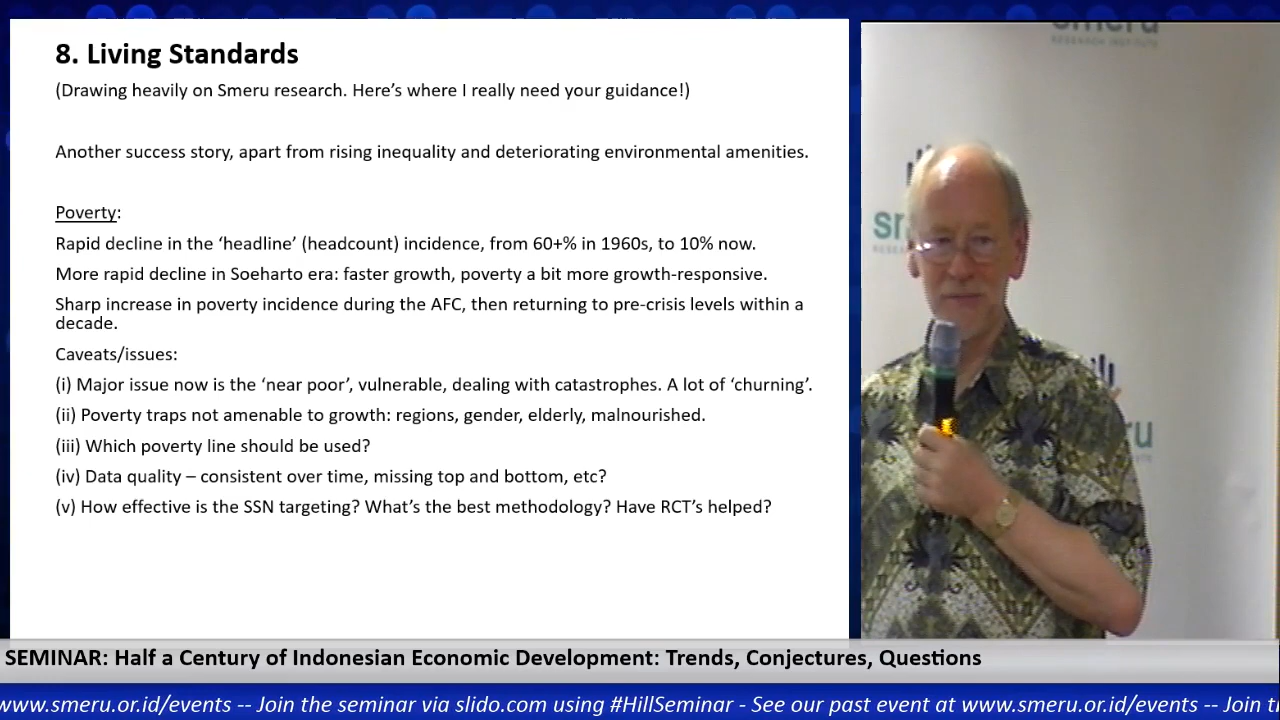 8. Living Standards
(Drawing heavily on Smeru research. Here's where I really need your guidance!)
Another success story, apart from rising inequality and deteriorating environmental amenities.
Poverty:
Rapid decline in the ‘headline’ (headcount) incidence, from 60+% in 1960s, to 10% now.
More rapid decline in Soeharto era: faster growth, poverty a bit more growth-responsive.
Sharp increase in poverty incidence during the AFC, then returning to pre-crisis levels within a
decade.
Caveats/issues:
(i) Major issue now is the ‘near poor’, vulnerable, dealing with catastrophes. A lot of ‘churning’.
(ii) Poverty traps not amenable to growth: regions, gender, elderly, malnourished.
(iii) Which poverty line should be used?
(iv) Data quality – consistent over time, missing top and bottom, etc?
(v) How effective is the SSN targeting? What's the best methodology? Have RCT's helped?
smeru
RESEARCH INSTITUTE
SEMINAR: Half a Century of Indonesian Economic Development: Trends, Conjectures, Questions
www.smeru.or.id/events -- Join the seminar via slido.com using #HillSeminar - See our past event at www.smeru.or.id/events -- Join